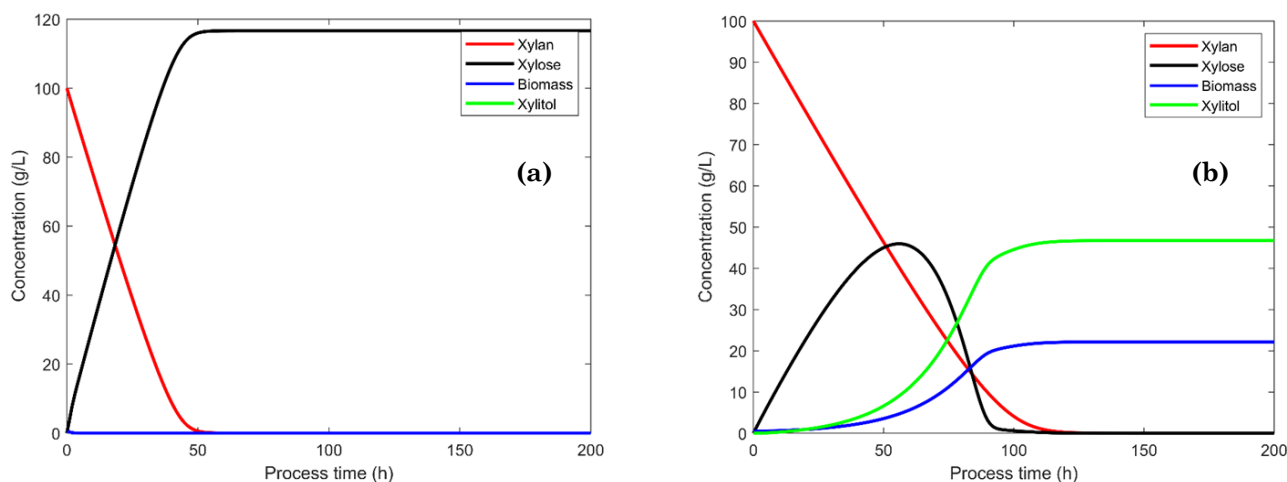 120
100
80
60
40
20
0
Concentration (g/L)
0
50
100
150
200
Process time (h)
Xylan
Xylose
Biomass
Xylitol
(a)
100
90
80
70
60
50
40
30
20
10
0
Concentration (g/L)
0
50
100
150
200
Process time (h)
Xylan
Xylose
Biomass
Xylitol
(b)